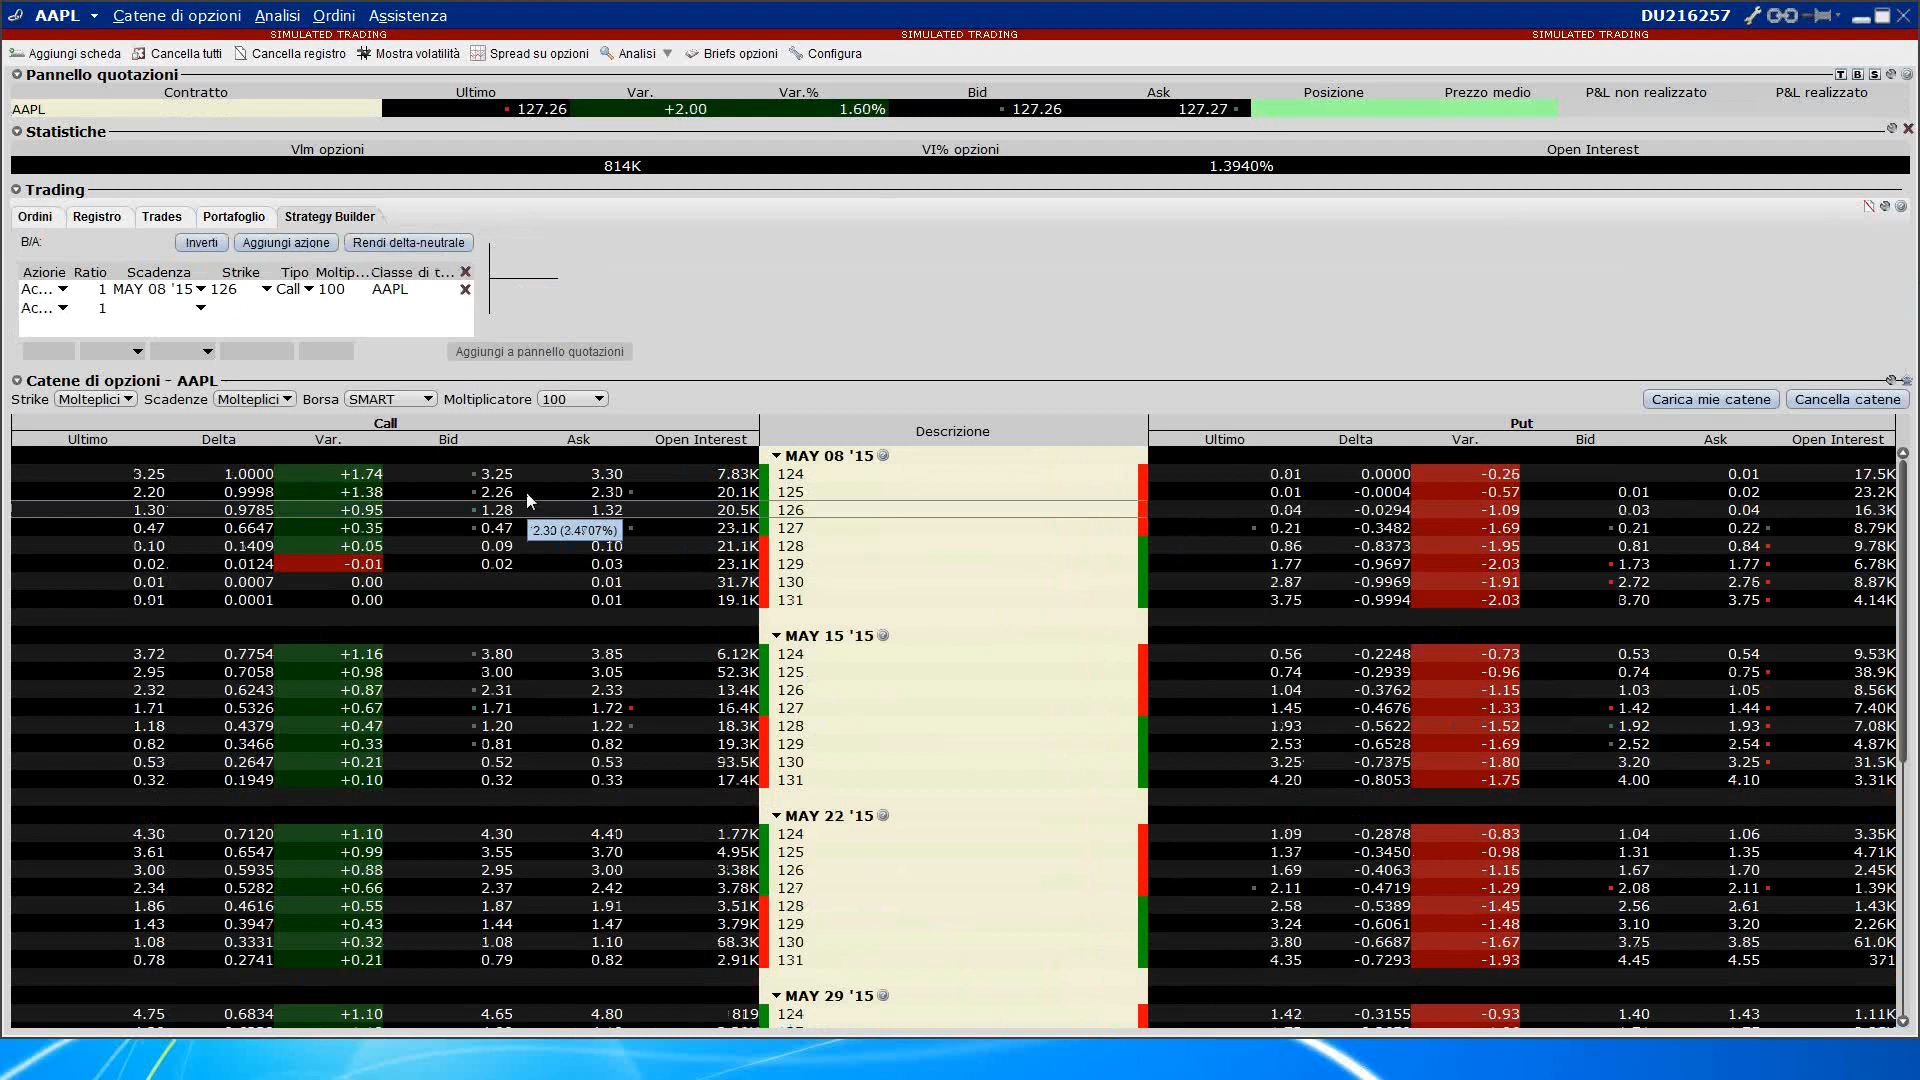 AAPL Catene di opzioni Analisi Ordini Assistenza DU216257
SIMULATED TRADING SIMULATED TRADING SIMULATED TRADING
Aggiungi scheda Cancella tutti Cancella registro Mostra volatilità Spread su opzioni Analisi Briefs opzioni Configura
Pannello quotazioni T B S
Contratto Ultimo Var. Var.% Bid Ask Posizione Prezzo medio P&L non realizzato P&L realizzato
AAPL 127.26 +2.00 1.60% 127.26 127.27
Statistiche
Vlm opzioni VI% opzioni Open Interest
814K 1.3940%
Trading
Ordini Registro Trades Portafoglio Strategy Builder
B/A: Inverti Aggiungi azione Rendi delta-neutrale
Azione Ratio Scadenza Strike Tipo Moltip... Classe di t...
Ac... 1 MAY 08 '15 126 Call 100 AAPL
Ac... 1
Aggiungi a pannello quotazioni
Catene di opzioni - AAPL
Strike Molteplici Scadenze Molteplici Borsa SMART Moltiplicatore 100 Carica mie catene Cancella catene
Call Descrizione Put
Ultimo Delta Var. Bid Ask Open Interest Ultimo Delta Var. Bid Ask Open Interest
MAY 08 '15
3.25 1.0000 +1.74 3.25 3.30 7.83K 124 0.01 0.0000 -0.26 0.01 17.5K
2.20 0.9998 +1.38 2.26 2.30 20.1K 125 0.01 -0.0004 -0.57 0.01 0.02 23.2K
1.30 0.9785 +0.95 1.28 1.32 20.5K 126 0.04 -0.0294 -1.09 0.03 0.04 16.3K
0.47 0.6647 +0.35 0.47 23.1K 127 0.21 -0.3482 -1.69 0.21 0.22 8.79K
2.30 (2.4707%)
0.10 0.1409 +0.05 0.09 0.10 21.1K 128 0.86 -0.8373 -1.95 0.81 0.84 9.78K
0.02 0.0124 -0.01 0.02 0.03 23.1K 129 1.77 -0.9697 -2.03 1.73 1.77 6.78K
0.01 0.0007 0.00 0.01 31.7K 130 2.87 -0.9969 -1.91 2.72 2.76 8.87K
0.01 0.0001 0.00 0.01 19.1K 131 3.75 -0.9994 -2.03 3.70 3.75 4.14K
MAY 15 '15
3.72 0.7754 +1.16 3.80 3.85 6.12K 124 0.56 -0.2248 -0.73 0.53 0.54 9.53K
2.95 0.7058 +0.98 3.00 3.05 52.3K 125 0.74 -0.2939 -0.96 0.74 0.75 38.9K
2.32 0.6243 +0.87 2.31 2.33 13.4K 126 1.04 -0.3762 -1.15 1.03 1.05 8.56K
1.71 0.5326 +0.67 1.71 1.72 16.4K 127 1.45 -0.4676 -1.33 1.42 1.44 7.40K
1.18 0.4379 +0.47 1.20 1.22 18.3K 128 1.93 -0.5622 -1.52 1.92 1.93 7.08K
0.82 0.3466 +0.33 0.81 0.82 19.3K 129 2.53 -0.6528 -1.69 2.52 2.54 4.87K
0.53 0.2647 +0.21 0.52 0.53 93.5K 130 3.25 -0.7375 -1.80 3.20 3.25 31.5K
0.32 0.1949 +0.10 0.32 0.33 17.4K 131 4.20 -0.8053 -1.75 4.00 4.10 3.31K
MAY 22 '15
4.30 0.7120 +1.10 4.30 4.40 1.77K 124 1.09 -0.2878 -0.83 1.04 1.06 3.35K
3.61 0.6547 +0.99 3.55 3.70 4.95K 125 1.37 -0.3450 -0.98 1.31 1.35 4.71K
3.00 0.5935 +0.88 2.95 3.00 3.38K 126 1.69 -0.4063 -1.15 1.67 1.70 2.45K
2.34 0.5282 +0.66 2.37 2.42 3.78K 127 2.11 -0.4719 -1.29 2.08 2.11 1.39K
1.86 0.4616 +0.55 1.87 1.91 3.51K 128 2.58 -0.5389 -1.45 2.56 2.61 1.43K
1.43 0.3947 +0.43 1.44 1.47 3.79K 129 3.24 -0.6061 -1.48 3.10 3.20 2.26K
1.08 0.3331 +0.32 1.08 1.10 68.3K 130 3.80 -0.6687 -1.67 3.75 3.85 61.0K
0.78 0.2741 +0.21 0.79 0.82 2.91K 131 4.35 -0.7293 -1.93 4.45 4.55 371
MAY 29 '15
4.75 0.6834 +1.10 4.65 4.80 819 124 1.42 -0.3155 -0.93 1.40 1.43 1.11K